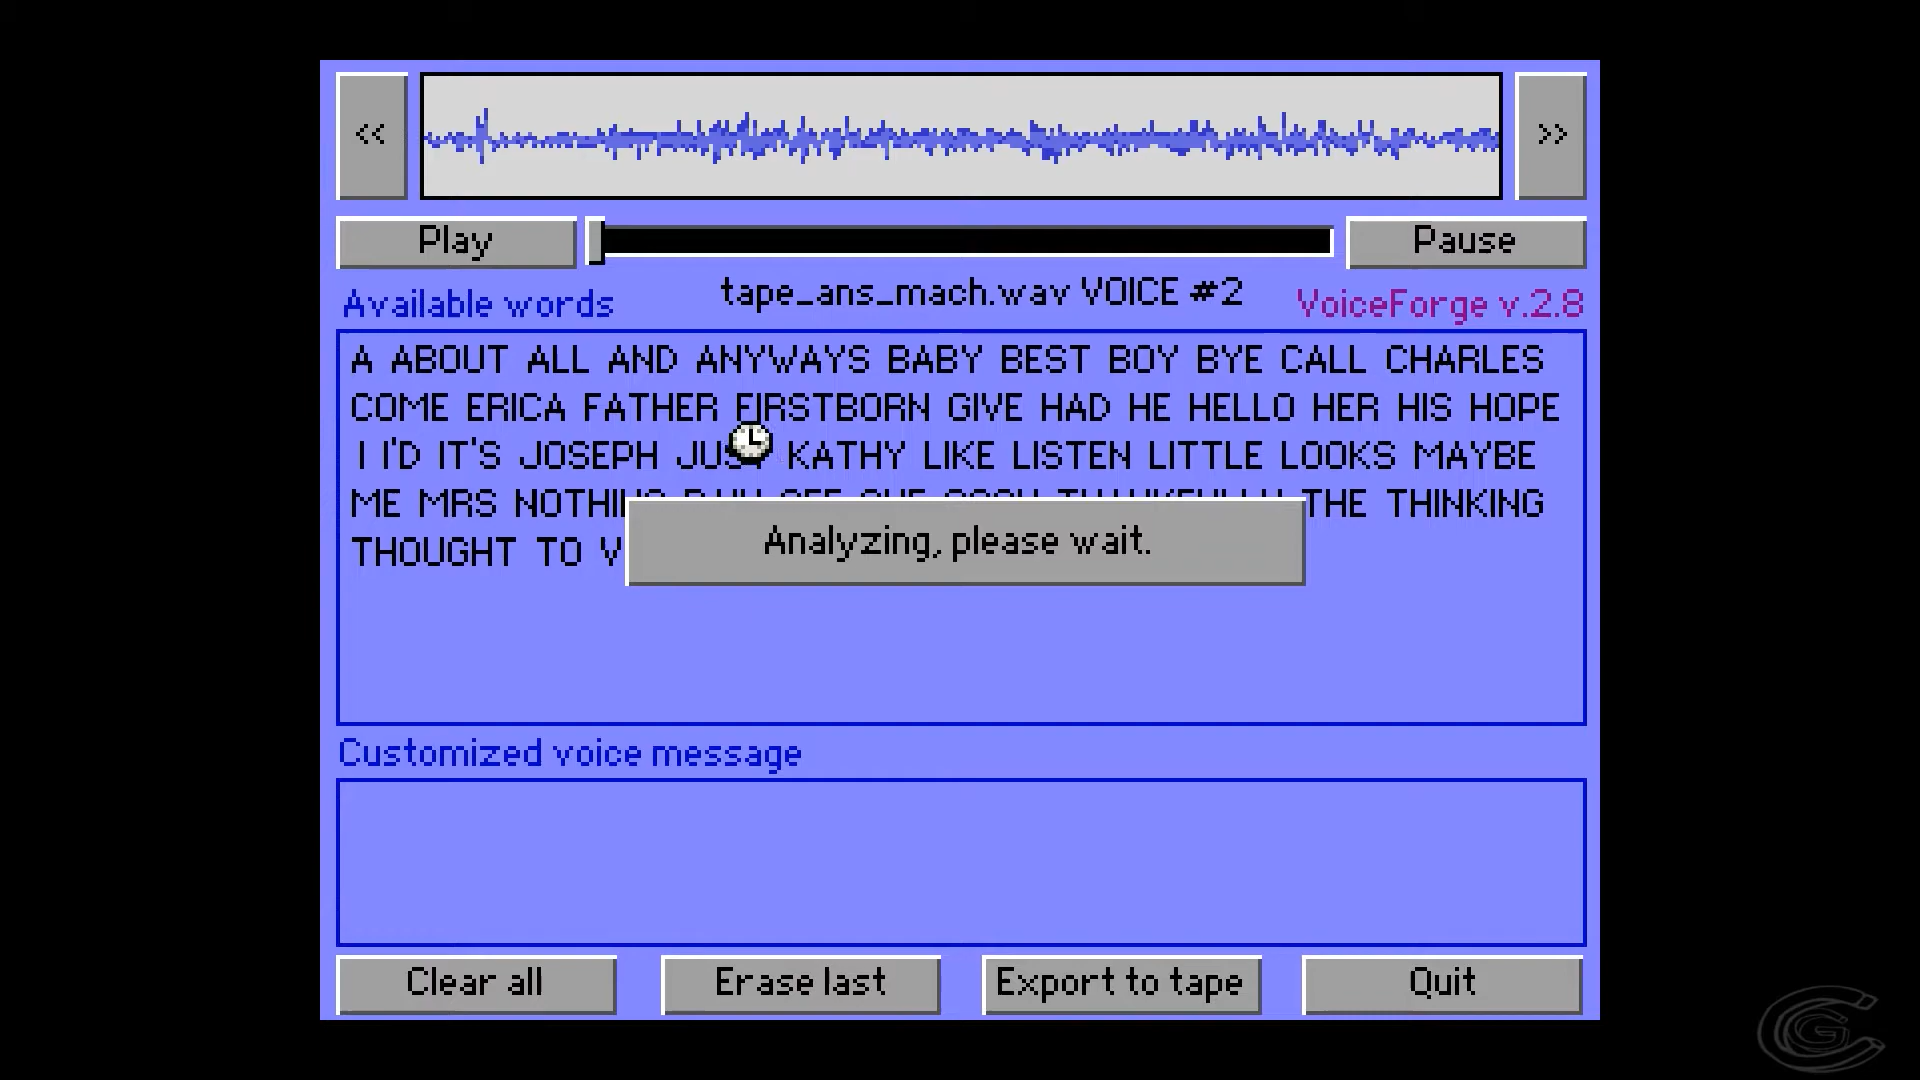 << >>
Play Pause
tape_ans_mach.wav VOICE #2
Available words VoiceForge v.2.8
A ABOUT ALL AND ANYWAYS BABY BEST BOY BYE CALL CHARLES
COME ERICA FATHER FIRSTBORN GIVE HAD HE HELLO HER HIS HOPE
I I'D IT'S JOSEPH JUST KATHY LIKE LISTEN LITTLE LOOKS MAYBE
ME MRS THE THINKING
THOUGHT TO
Analyzing, please wait.
Customized voice message
Clear all Erase last Export to tape Quit